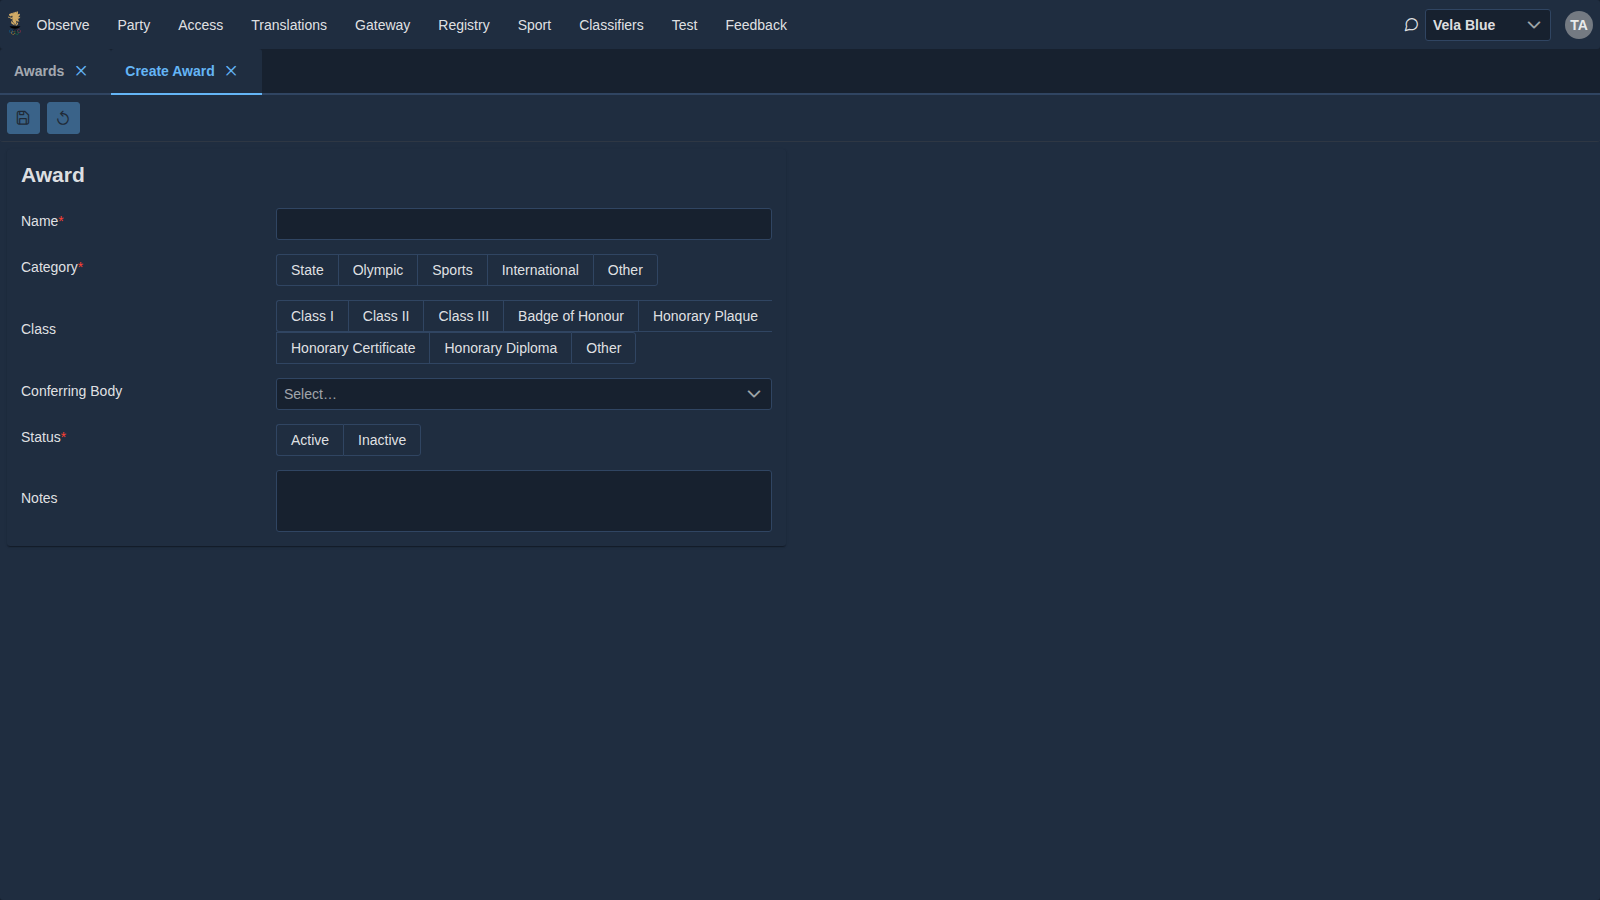 Observe Party Access Translations Gateway Registry Sport Classifiers Test Feedback Vela Blue TA
Awards Create Award
Award
Name*
Category* State Olympic Sports International Other
Class Class I Class II Class III Badge of Honour Honorary Plaque
Honorary Certificate Honorary Diploma Other
Conferring Body Select…
Status* Active Inactive
Notes